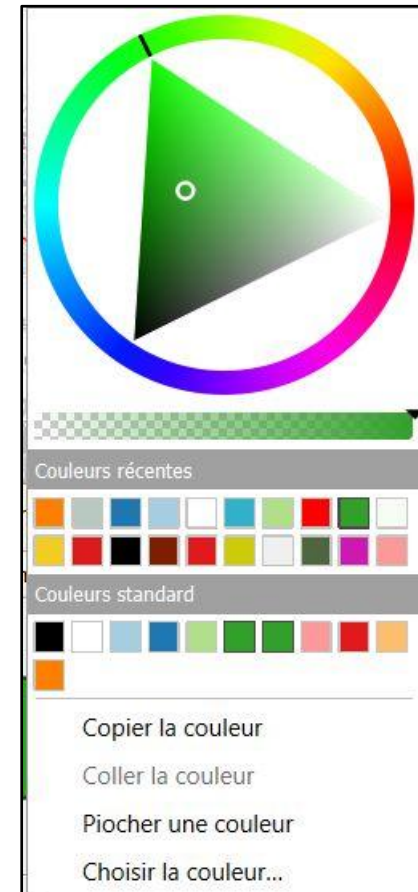 Couleurs récentes
Couleurs standard
Copier la couleur
Coller la couleur
Piocher une couleur
Choisir la couleur...